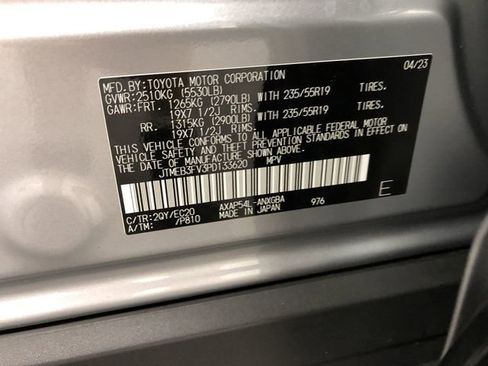 MFD.BY:TOYOTA MOTOR CORPORATION 04/23
GVWR:2510KG (5530LB)
GAWR:FRT. 1265KG (2790LB) WITH 235/55R19 TIRES.
19X7 1/2J RIMS.
RR. 1315KG (2900LB) WITH 235/55R19 TIRES.
19X7 1/2J RIMS.
THIS VEHICLE CONFORMS TO ALL APPLICABLE FEDERAL MOTOR
VEHICLE SAFETY AND THEFT PREVENTION STANDARDS IN EFFECT ON
THE DATE OF MANUFACTURE SHOWN ABOVE.
JTMEB3FV3PD133620 MPV
C/TR:2QY/EC20 AXAP54L-ANXGBA 976 E
A/TM: /P810 MADE IN JAPAN